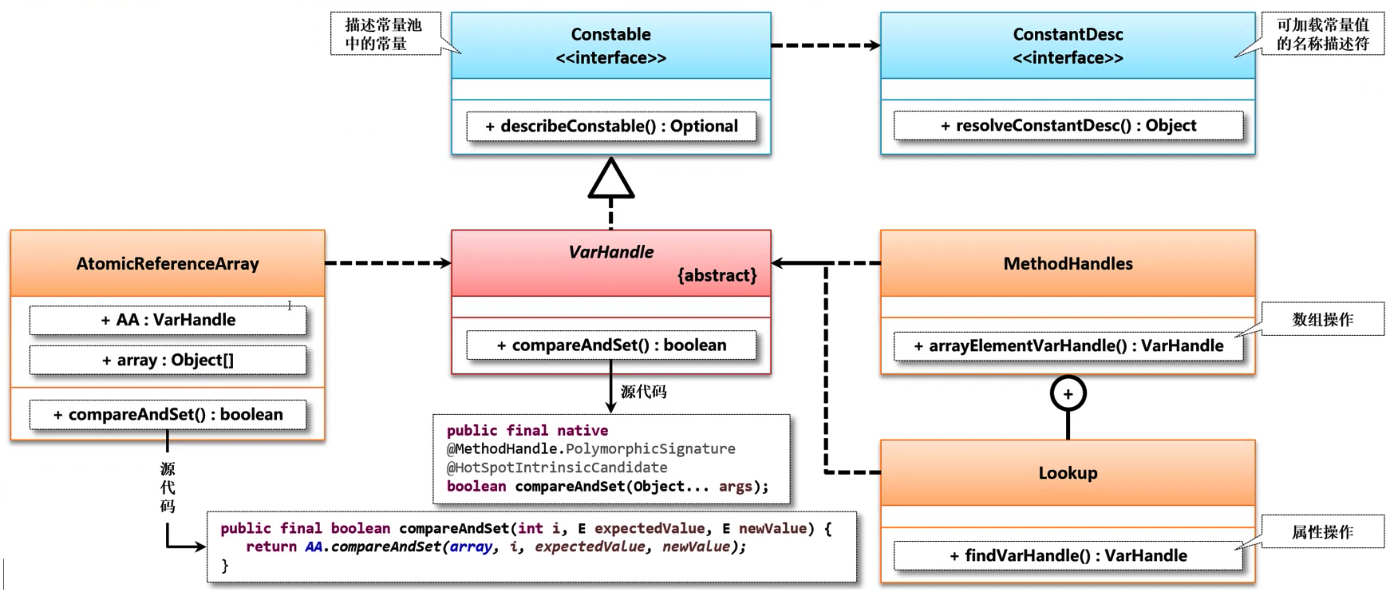 描述常量池
中的常量
Constable
<<interface>>
+ describeConstable() : Optional
ConstantDesc
<<interface>>
+ resolveConstantDesc() : Object
可加载常量值
的名称描述符
AtomicReferenceArray
+ AA : VarHandle
+ array : Object[]
+ compareAndSet() : boolean
VarHandle
{abstract}
+ compareAndSet() : boolean
MethodHandles
+ arrayElementVarHandle() : VarHandle
数组操作
源代码
public final native
@MethodHandle.PolymorphicSignature
@HotSpotIntrinsicCandidate
boolean compareAndSet(Object... args);
+
Lookup
+ findVarHandle() : VarHandle
属性操作
源
代
码
public final boolean compareAndSet(int i, E expectedValue, E newValue) {
return AA.compareAndSet(array, i, expectedValue, newValue);
}